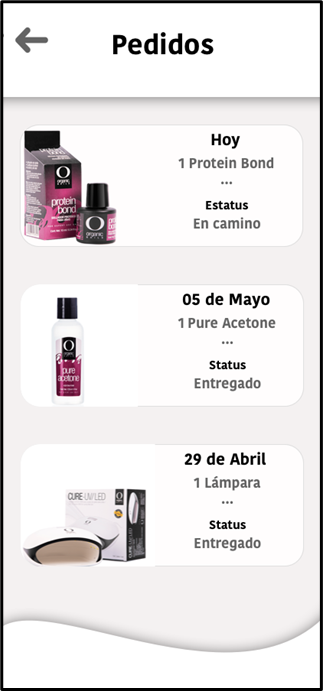 Pedidos
Hoy
1 Protein Bond
...
Estatus
En camino
O
organic
protein
bond
O
organic
05 de Mayo
1 Pure Acetone
...
Status
Entregado
O
pure
acetone
29 de Abril
1 Lámpara
...
Status
Entregado
CURE·UV/LED
O